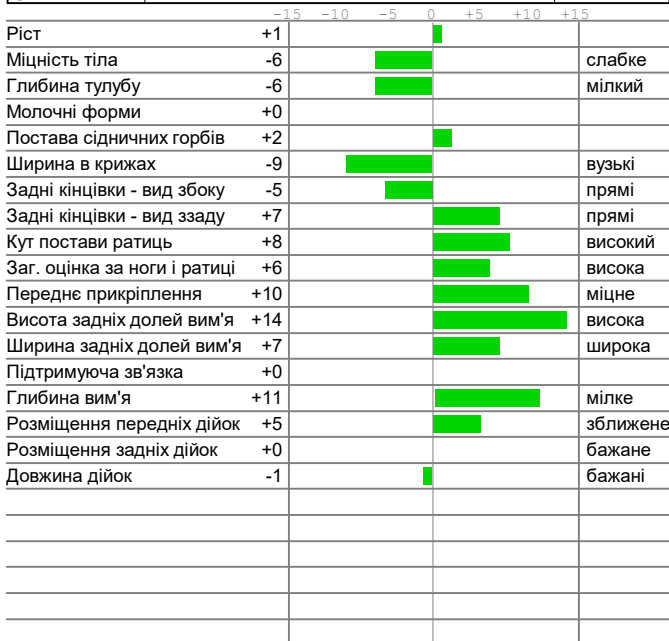 -15 -10 -5 0 +5 +10 +15
Ріст +1
Міцність тіла -6 слабке
Глибина тулубу -6 мілкий
Молочні форми +0
Постава сідничних горбів +2
Ширина в крижах -9 вузькі
Задні кінцівки - вид збоку -5 прямі
Задні кінцівки - вид ззаду +7 прямі
Кут постави ратиць +8 високий
Заг. оцінка за ноги і ратиці +6 висока
Переднє прикріплення +10 міцне
Висота задніх долей вим'я +14 висока
Ширина задніх долей вим'я +7 широка
Підтримуюча зв'язка +0
Глибина вим'я +11 мілке
Розміщення передніх дійок +5 зближене
Розміщення задніх дійок +0 бажане
Довжина дійок -1 бажані